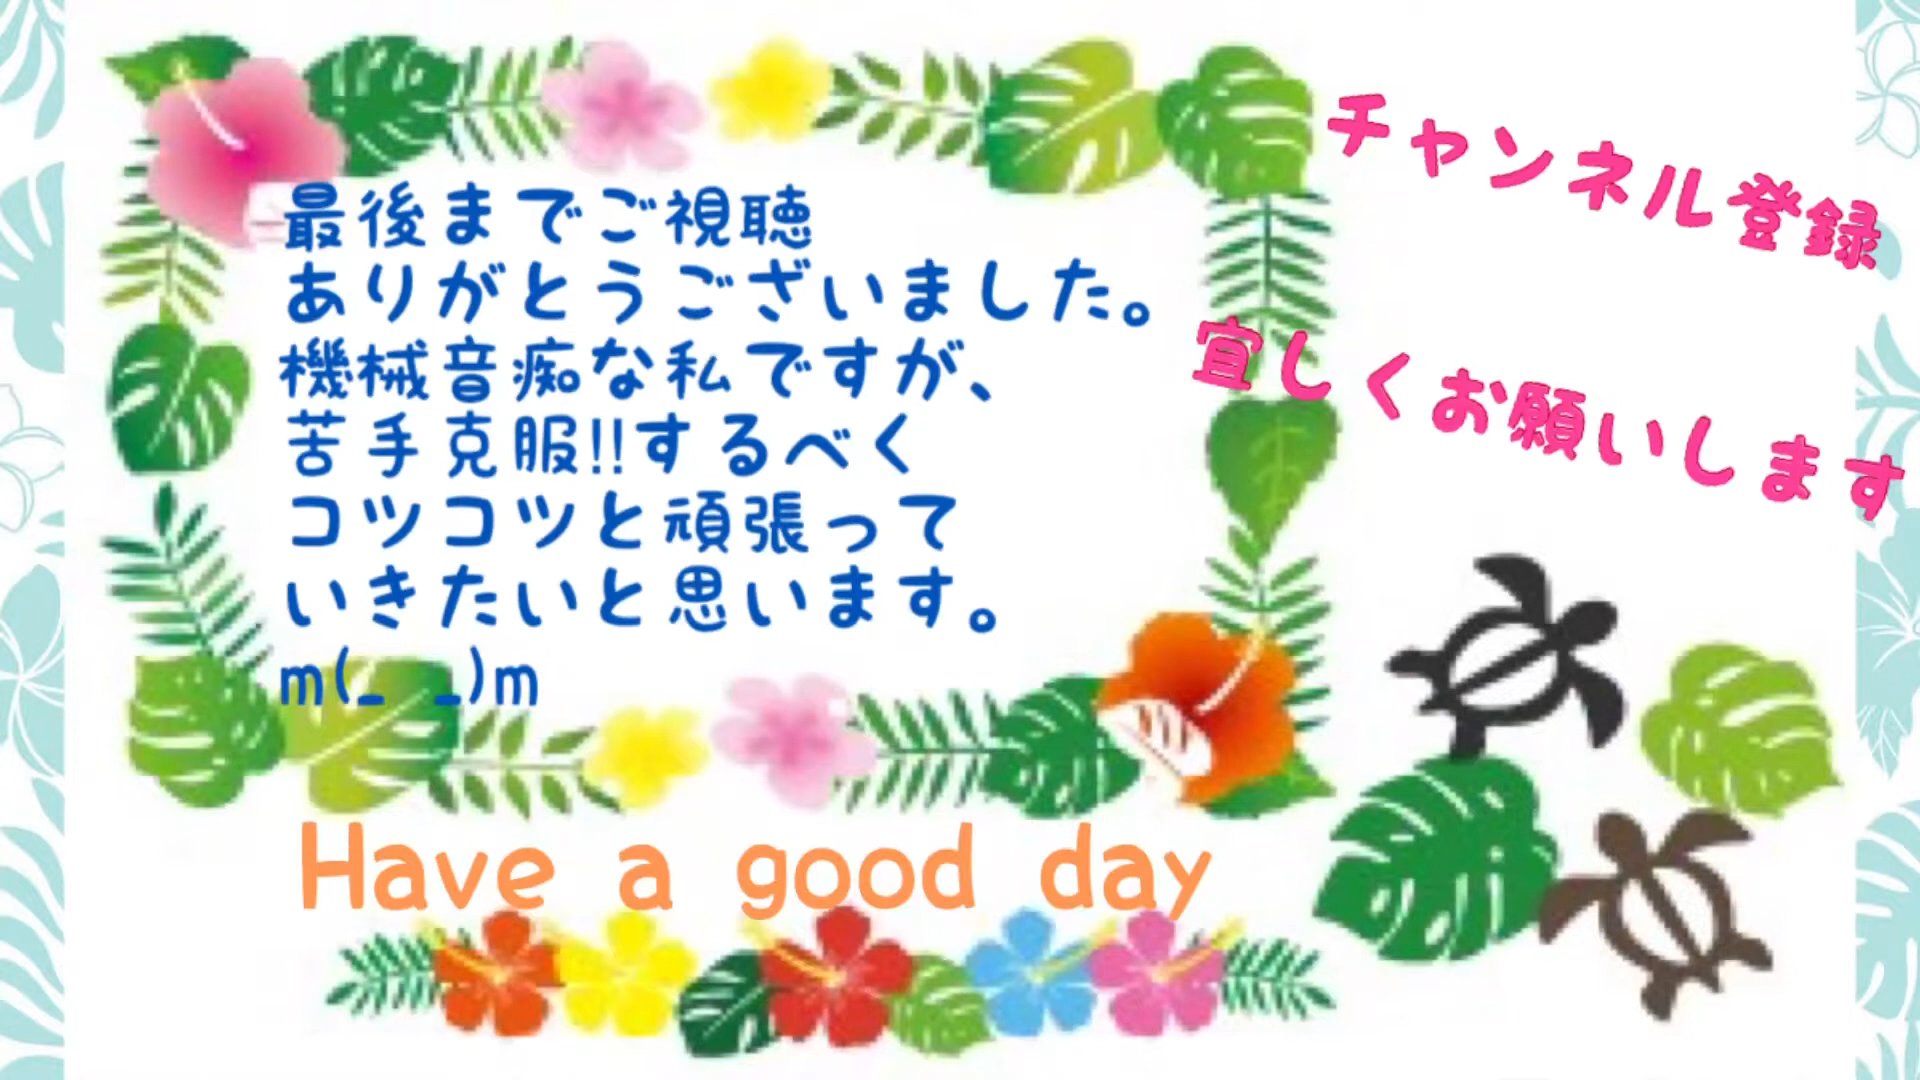 最後までご視聴
ありがとうございました。
機械音痴な私ですが、
苦手克服!!するべく
コツコツと頑張って
いきたいと思います。
m(_ _)m
チャンネル登録
宜しくお願いします
Have a good day